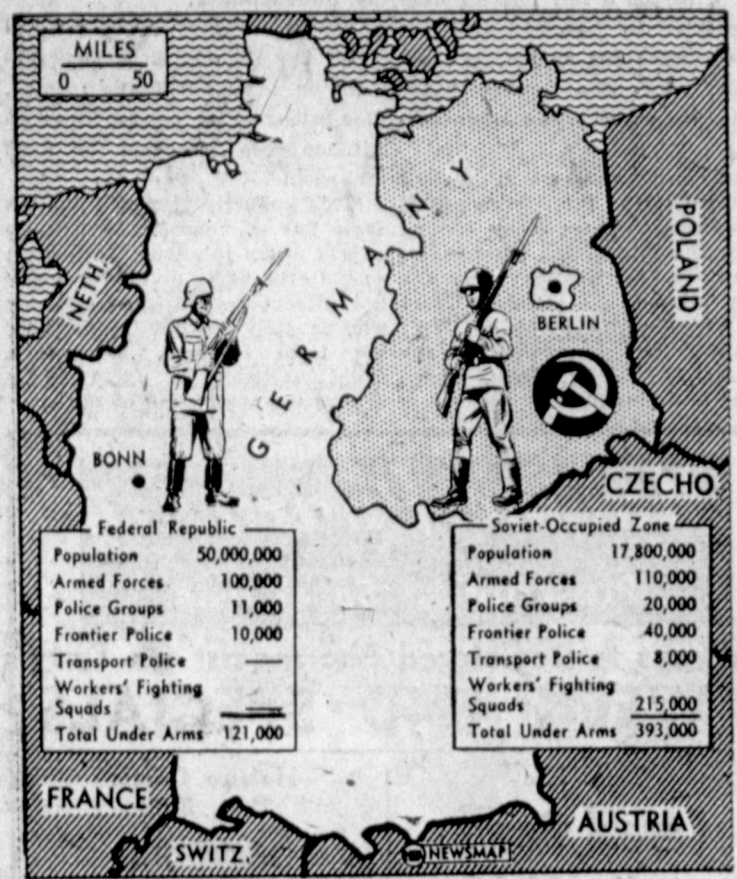 MILES
0 50
NETH.
GERMANY
POLAND
BERLIN
BONN
CZECHO.
Federal Republic
Population 50,000,000
Armed Forces 100,000
Police Groups 11,000
Frontier Police 10,000
Transport Police —
Workers' Fighting
Squads —
Total Under Arms 121,000
Soviet-Occupied Zone
Population 17,800,000
Armed Forces 110,000
Police Groups 20,000
Frontier Police 40,000
Transport Police 8,000
Workers' Fighting
Squads 215,000
Total Under Arms 393,000
FRANCE
SWITZ.
NEWSMAP
AUSTRIA